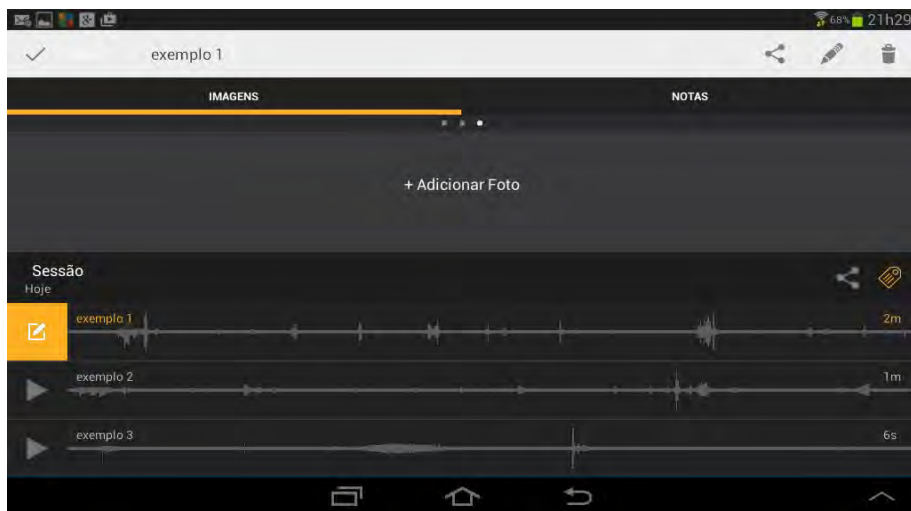 68% 21h29
exemplo 1
IMAGENS NOTAS
+ Adicionar Foto
Sessão
Hoje
exemplo 1 2m
exemplo 2 1m
exemplo 3 6s